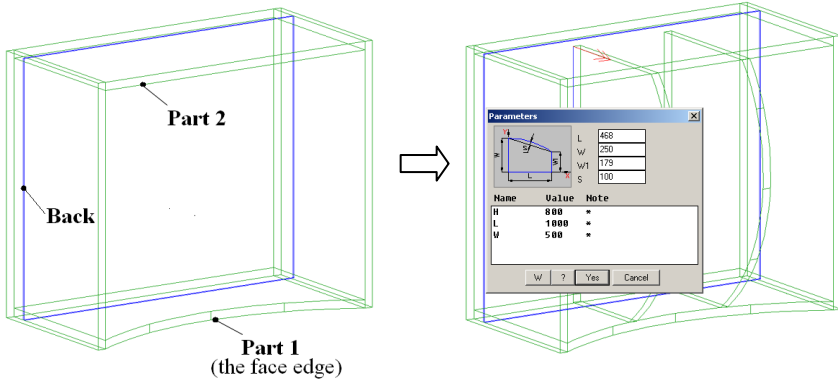 Part 2
Back
Part 1
(the face edge)
Parameters
Y
W
S
W1
L
X
L 468
W 250
W1 179
S 100
Name Value Note
H 800 *
L 1000 *
W 500 *
W ? Yes Cancel